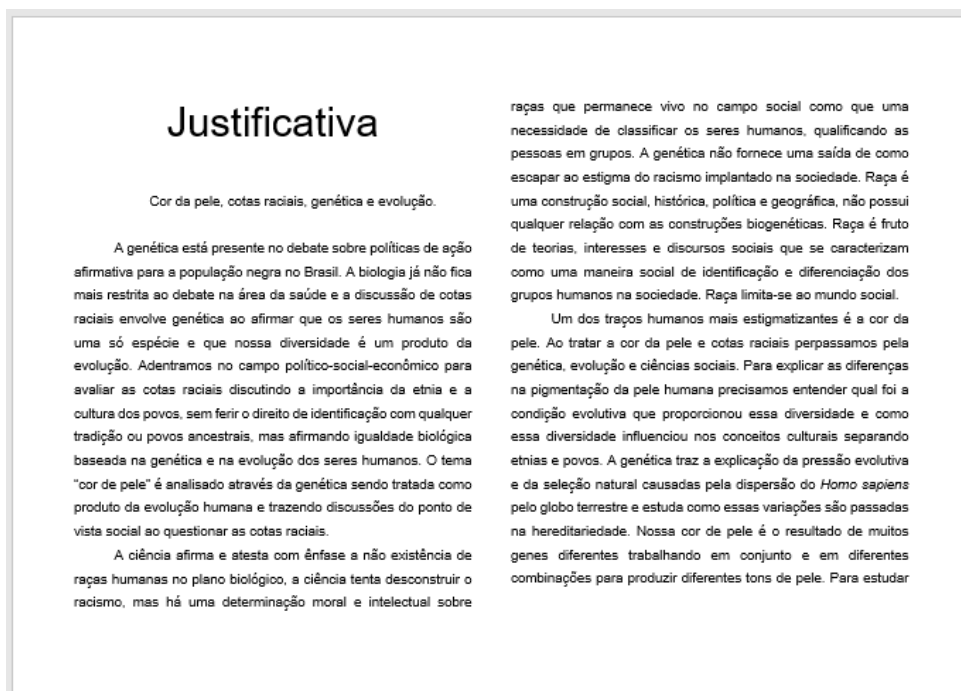 Justificativa
Cor da pele, cotas raciais, genética e evolução.
A genética está presente no debate sobre políticas de ação
afirmativa para a população negra no Brasil. A biologia já não fica
mais restrita ao debate na área da saúde e a discussão de cotas
raciais envolve genética ao afirmar que os seres humanos são
uma só espécie e que nossa diversidade é um produto da
evolução. Adentramos no campo político-social-econômico para
avaliar as cotas raciais discutindo a importância da etnia e a
cultura dos povos, sem ferir o direito de identificação com qualquer
tradição ou povos ancestrais, mas afirmando igualdade biológica
baseada na genética e na evolução dos seres humanos. O tema
“cor de pele” é analisado através da genética sendo tratada como
produto da evolução humana e trazendo discussões do ponto de
vista social ao questionar as cotas raciais.
A ciência afirma e atesta com ênfase a não existência de
raças humanas no plano biológico, a ciência tenta desconstruir o
racismo, mas há uma determinação moral e intelectual sobre
raças que permanece vivo no campo social como que uma
necessidade de classificar os seres humanos, qualificando as
pessoas em grupos. A genética não fornece uma saída de como
escapar ao estigma do racismo implantado na sociedade. Raça é
uma construção social, histórica, política e geográfica, não possui
qualquer relação com as construções biogenéticas. Raça é fruto
de teorias, interesses e discursos sociais que se caracterizam
como uma maneira social de identificação e diferenciação dos
grupos humanos na sociedade. Raça limita-se ao mundo social.
Um dos traços humanos mais estigmatizantes é a cor da
pele. Ao tratar a cor da pele e cotas raciais perpassamos pela
genética, evolução e ciências sociais. Para explicar as diferenças
na pigmentação da pele humana precisamos entender qual foi a
condição evolutiva que proporcionou essa diversidade e como
essa diversidade influenciou nos conceitos culturais separando
etnias e povos. A genética traz a explicação da pressão evolutiva
e da seleção natural causadas pela dispersão do Homo sapiens
pelo globo terrestre e estuda como essas variações são passadas
na hereditariedade. Nossa cor de pele é o resultado de muitos
genes diferentes trabalhando em conjunto e em diferentes
combinações para produzir diferentes tons de pele. Para estudar